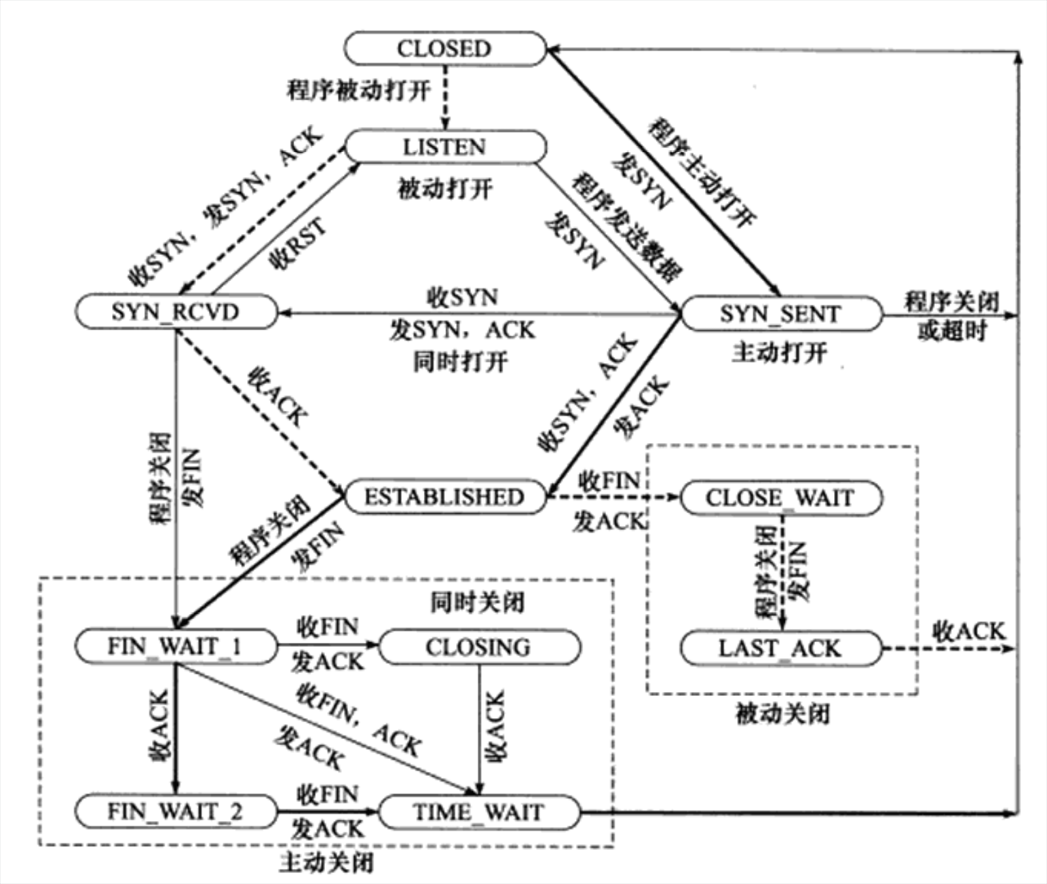 CLOSED
程序被动打开
LISTEN
被动打开
收SYN，发SYN，ACK
收RST
程序发送数据
发SYN
程序主动打开
发SYN
SYN_RCVD
收SYN
发SYN，ACK
同时打开
SYN_SENT
主动打开
程序关闭
或超时
收ACK
收SYN，ACK
发ACK
程序关闭
发FIN
ESTABLISHED
收FIN
发ACK
CLOSE_WAIT
程序关闭
发FIN
程序关闭
发FIN
同时关闭
FIN_WAIT_1
收FIN
发ACK
CLOSING
LAST_ACK
收ACK
被动关闭
收ACK
收FIN，ACK
发ACK
收ACK
FIN_WAIT_2
收FIN
发ACK
TIME_WAIT
主动关闭